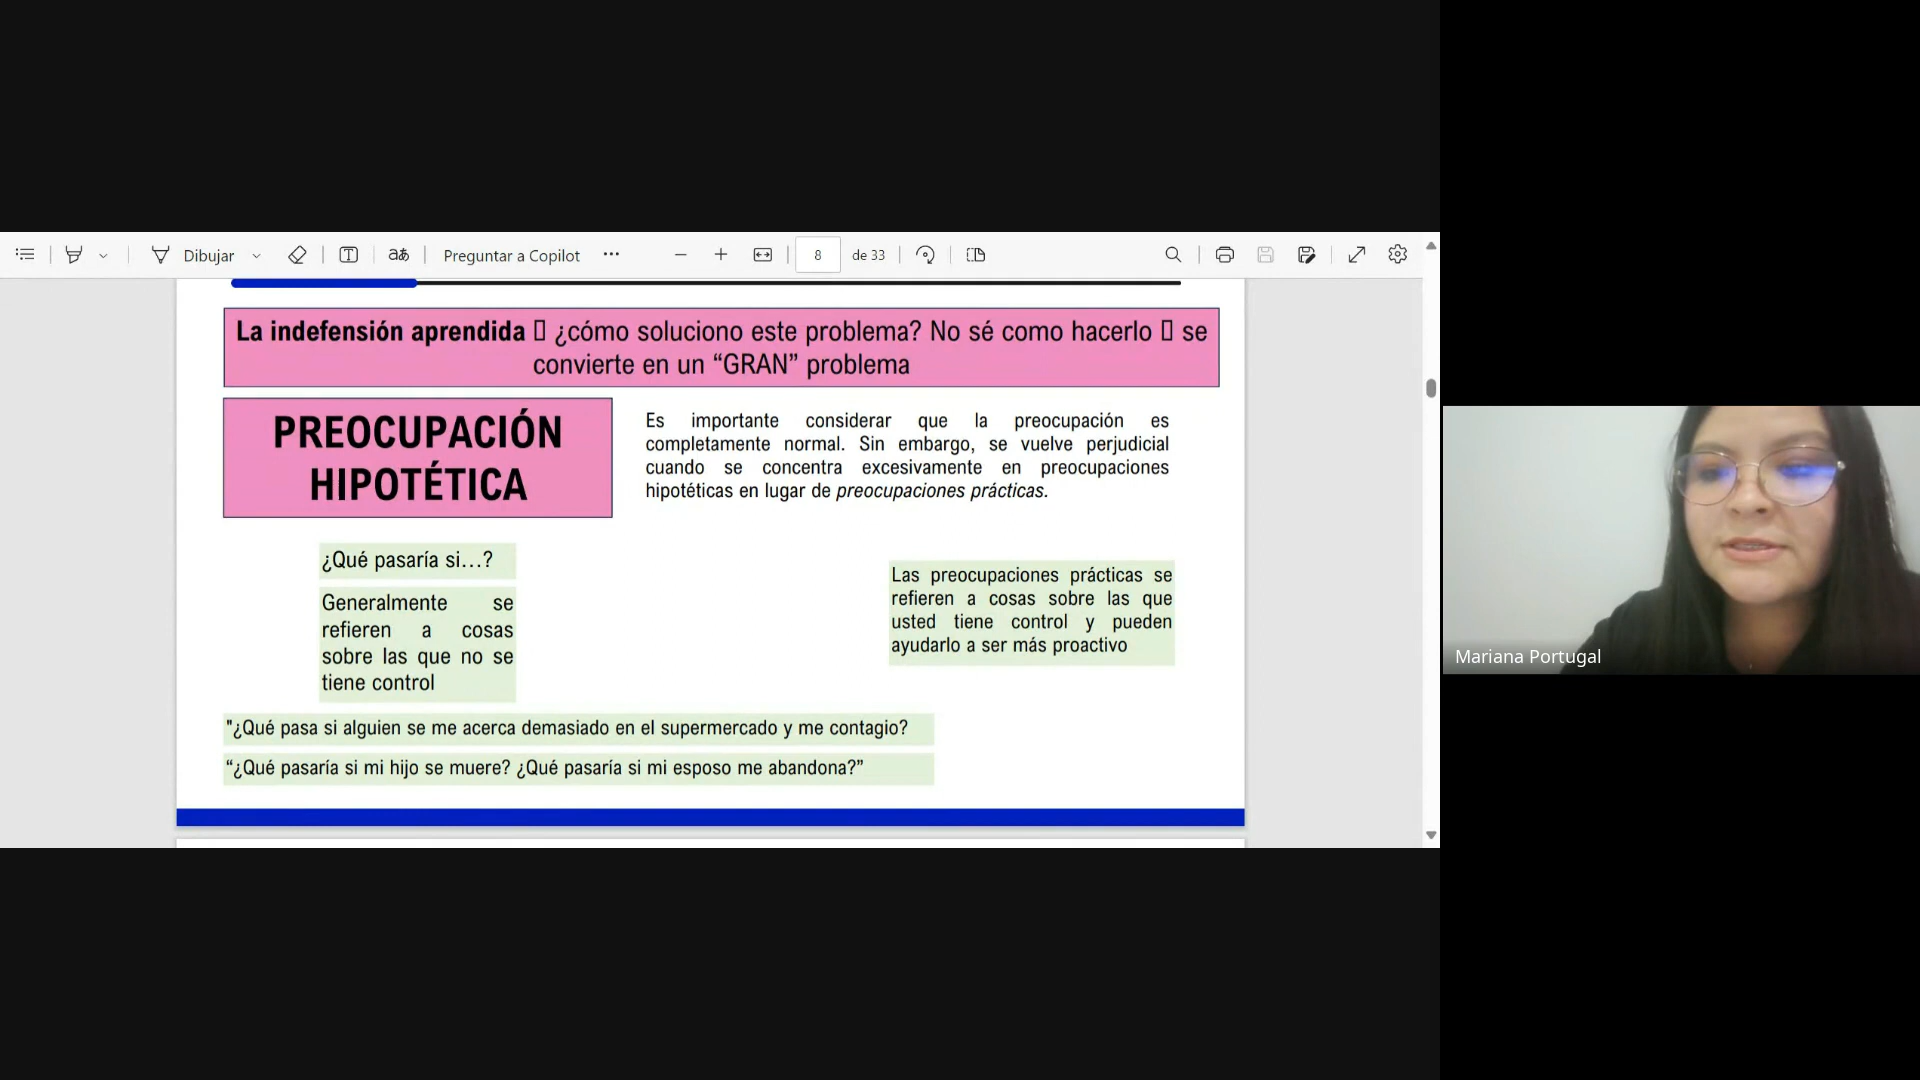 Dibujar
aあ
Preguntar a Copilot
8 de 33
La indefensión aprendida ▯ ¿cómo soluciono este problema? No sé como hacerlo ▯ se
convierte en un “GRAN” problema
PREOCUPACIÓN
HIPOTÉTICA
Es importante considerar que la preocupación es
completamente normal. Sin embargo, se vuelve perjudicial
cuando se concentra excesivamente en preocupaciones
hipotéticas en lugar de preocupaciones prácticas.
¿Qué pasaría si...?
Generalmente se
refieren a cosas
sobre las que no se
tiene control
Las preocupaciones prácticas se
refieren a cosas sobre las que
usted tiene control y pueden
ayudarlo a ser más proactivo
"¿Qué pasa si alguien se me acerca demasiado en el supermercado y me contagio?
“¿Qué pasaría si mi hijo se muere? ¿Qué pasaría si mi esposo me abandona?”
Mariana Portugal